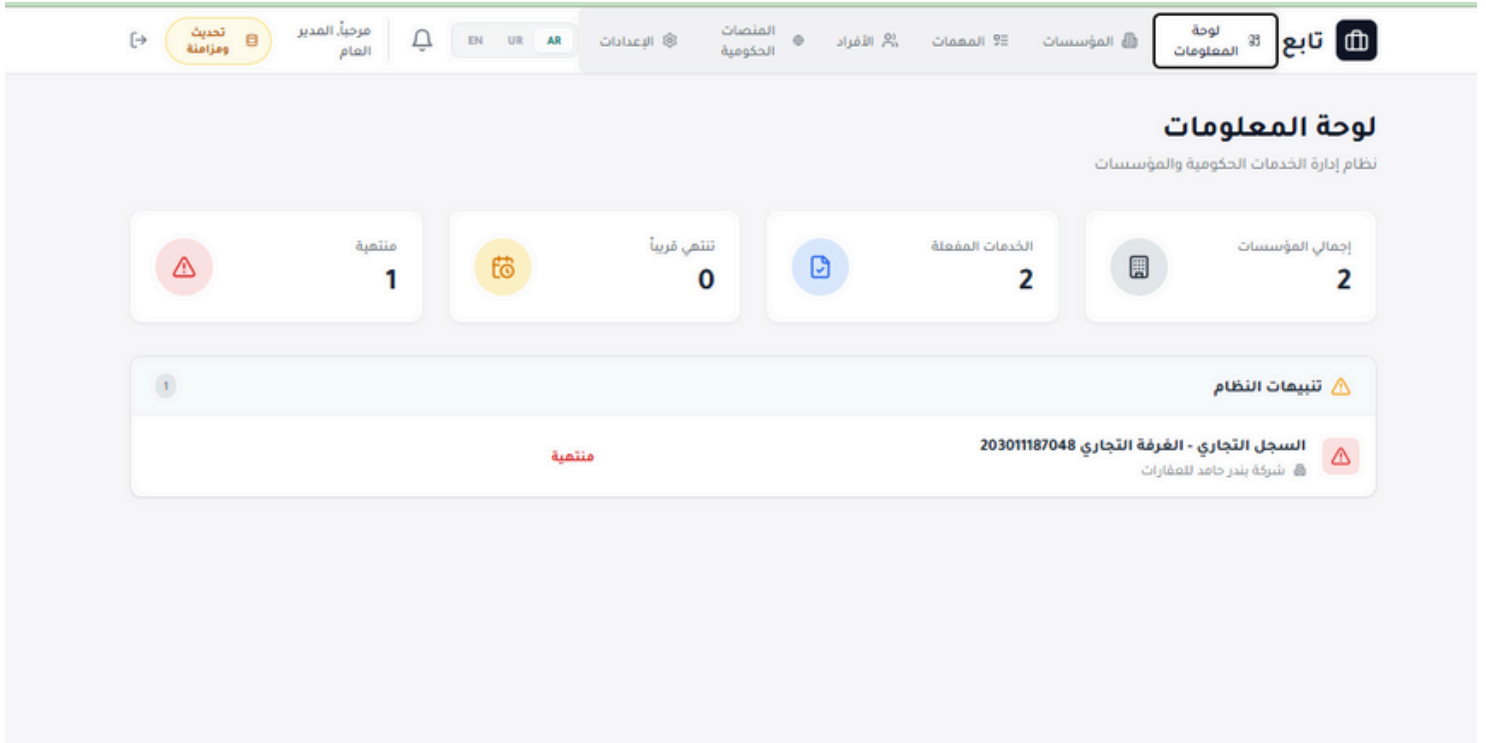 تابع
لوحة
المعلومات
المؤسسات
المهمات
الأفراد
المنصات
الحكومية
الإعدادات
AR
UR
EN
مرحباً, المدير
العام
تحديث
ومزامنة
لوحة المعلومات
نظام إدارة الخدمات الحكومية والمؤسسات
إجمالي المؤسسات
2
الخدمات المفعلة
2
تنتهي قريباً
0
منتهية
1
تنبيهات النظام
1
السجل التجاري - الغرفة التجاري 203011187048
شركة بندر حامد للعقارات
منتهية